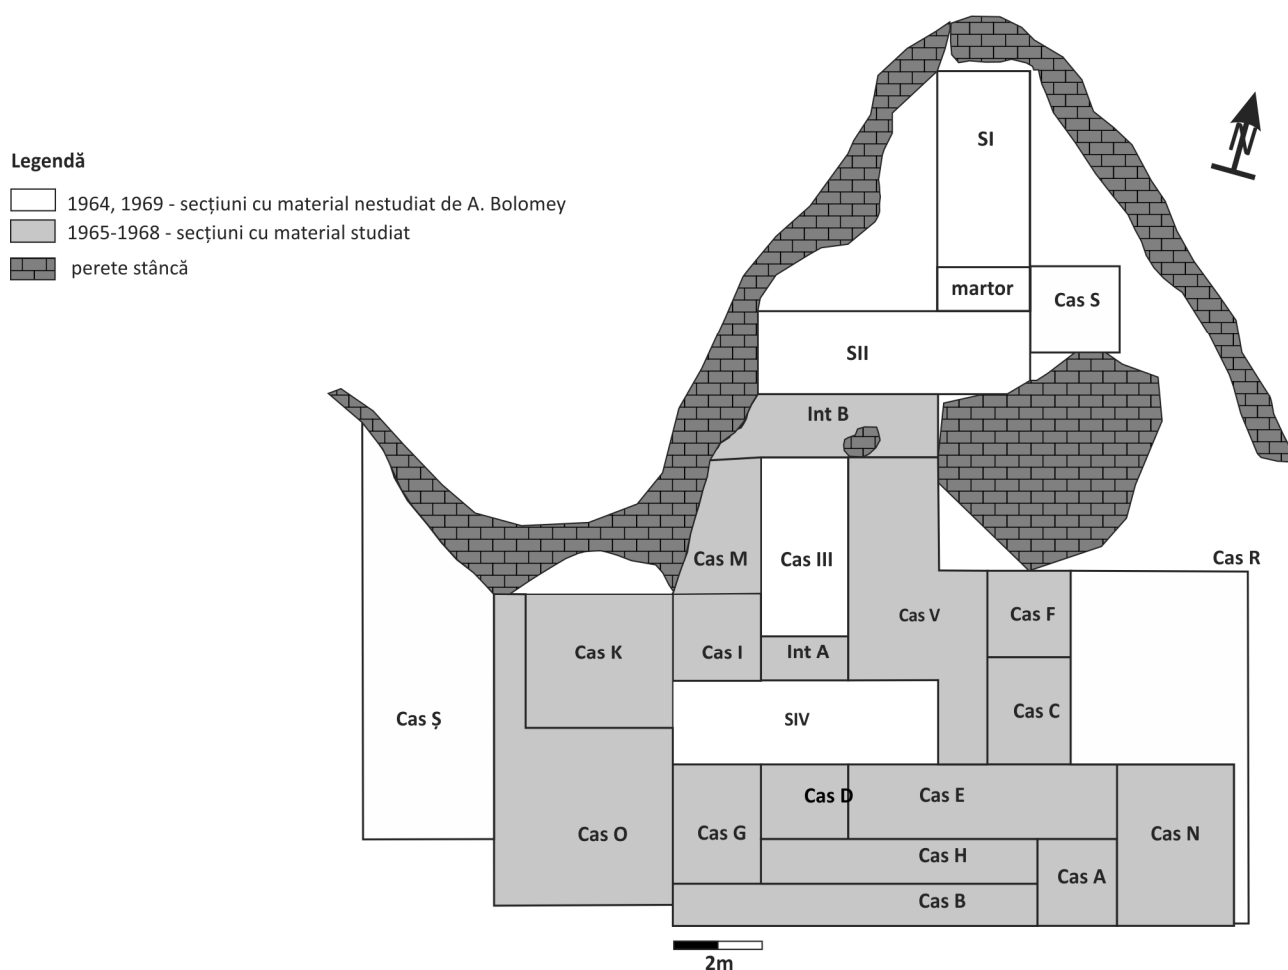 N
SI
Legendă
1964, 1969 - secțiuni cu material nestudiat de A. Bolomey
1965-1968 - secțiuni cu material studiat
perete stâncă
martor
Cas S
SII
Int B
Cas M
Cas III
Cas R
Cas V
Cas F
Cas K
Cas I
Int A
Cas Ș
SIV
Cas C
Cas D
Cas E
Cas O
Cas G
Cas N
Cas H
Cas A
Cas B
2m